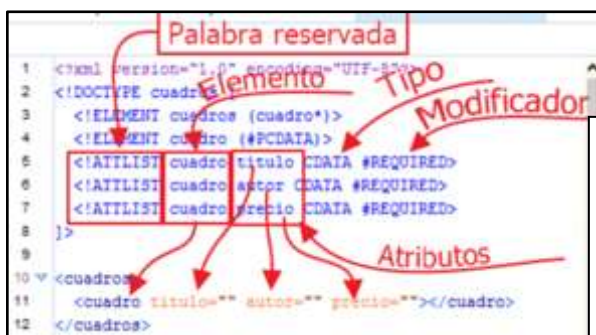 Palabra reservada
1 <?xml version="1.0" encoding="UTF-8"?>
Elemento
Tipo
2 <!DOCTYPE cuadros [
Modificador
3 <!ELEMENT cuadros (cuadro*)>
4 <!ELEMENT cuadro (#PCDATA)>
5 <!ATTLIST cuadro titulo CDATA #REQUIRED>
6 <!ATTLIST cuadro autor CDATA #REQUIRED>
7 <!ATTLIST cuadro precio CDATA #REQUIRED>
8 ]>
Atributos
9
10 <cuadros>
11 <cuadro titulo="" autor="" precio=""></cuadro>
12 </cuadros>